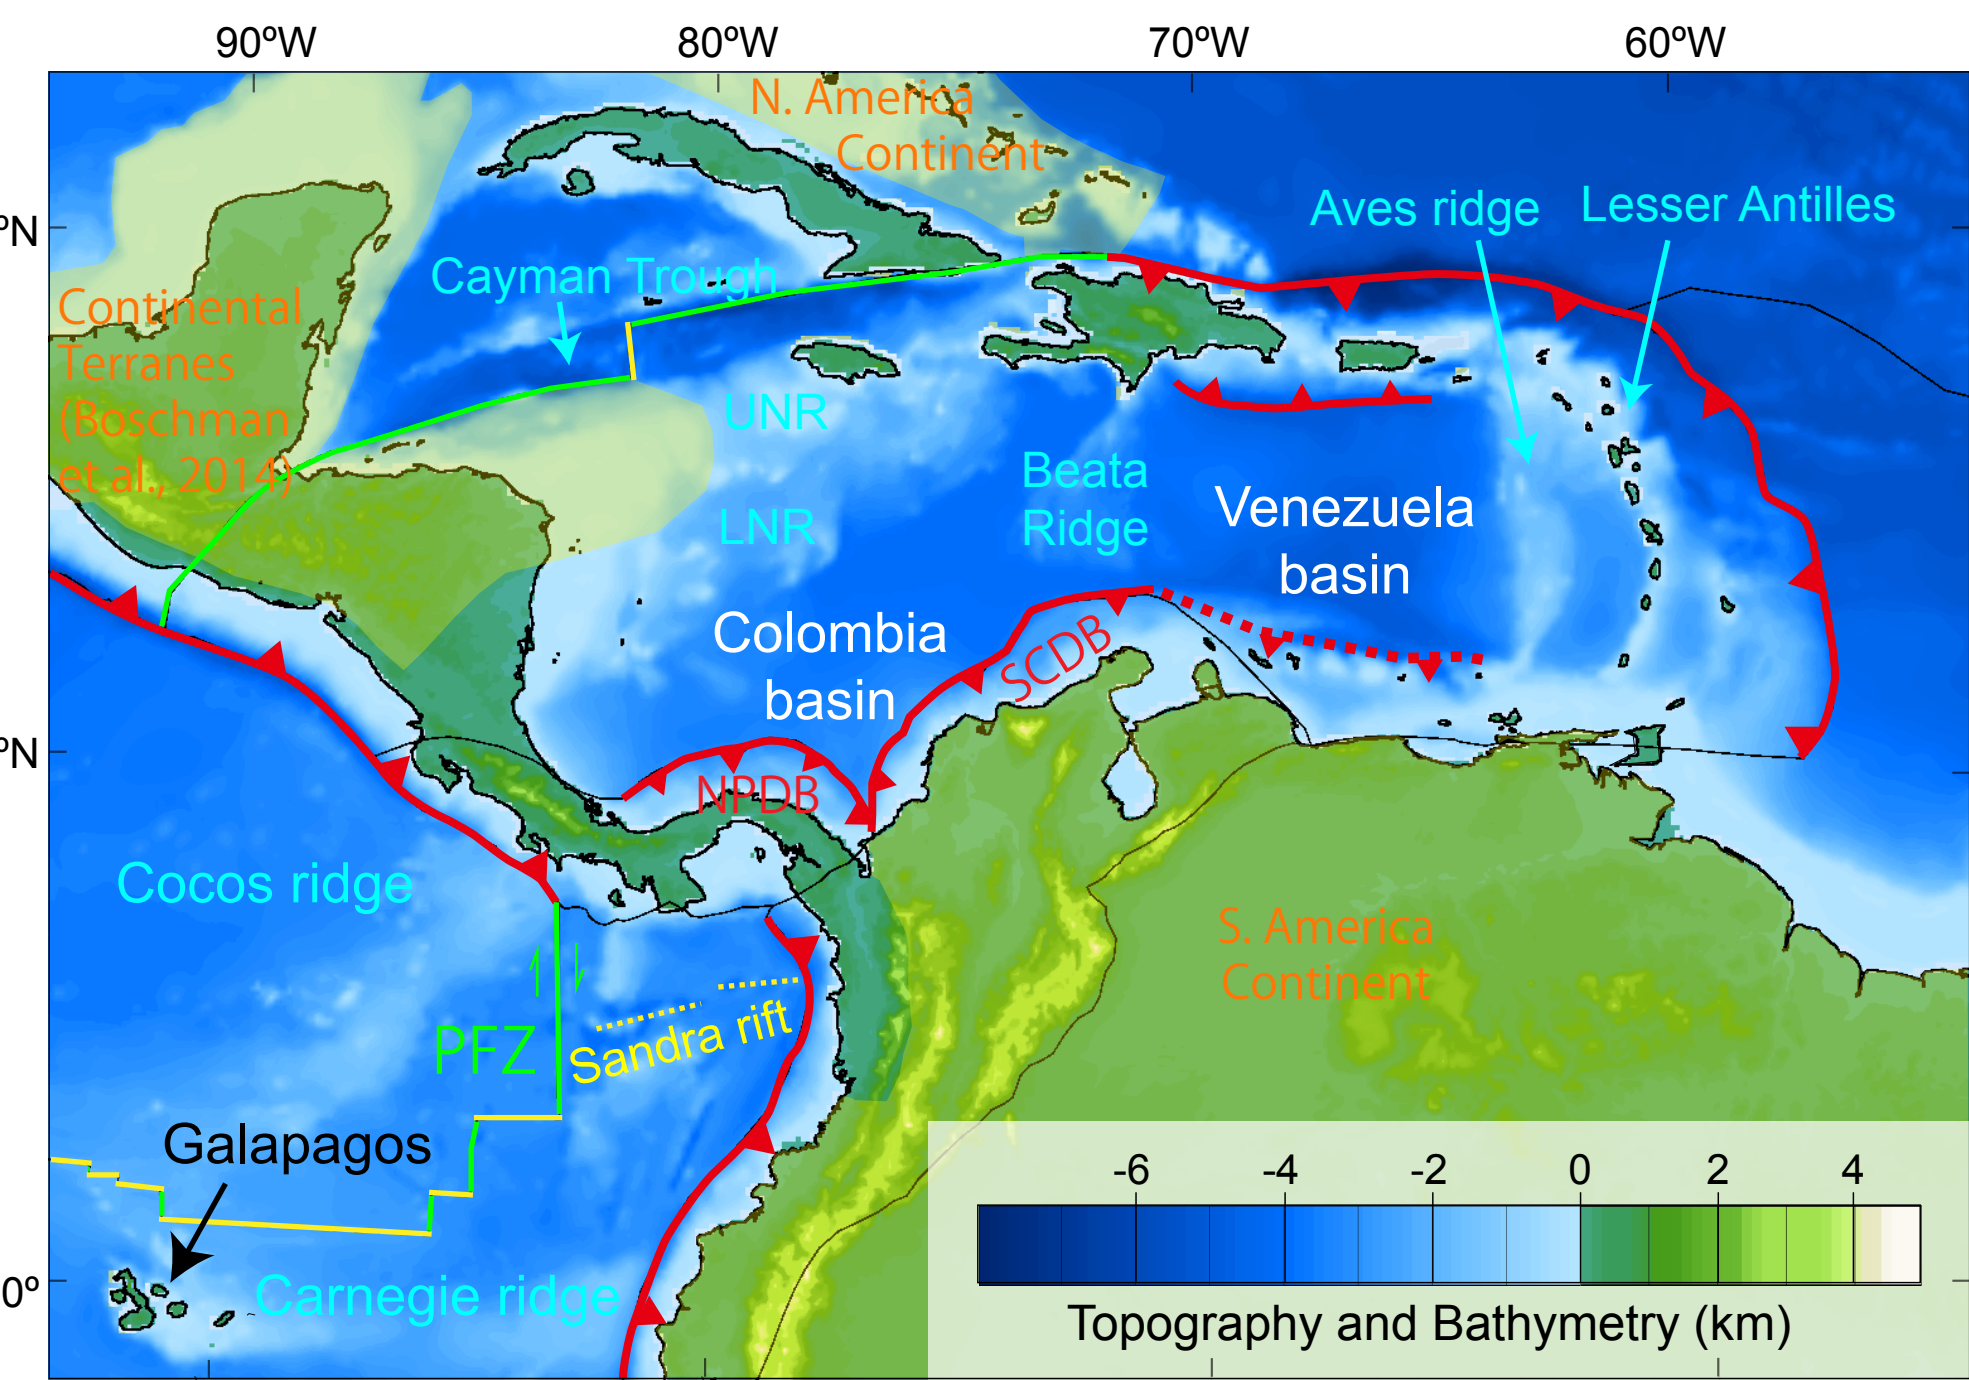 90ºW 80ºW 70ºW 60ºW
N. America
Continent
Aves ridge Lesser Antilles
ºN
Cayman Trough
Continental
Terranes
(Boschman
et al., 2014)
UNR
Beata
Ridge
LNR
Venezuela
basin
Colombia
basin
SCDB
ºN
NPDB
Cocos ridge
S. America
Continent
PFZ
Sandra rift
Galapagos
0º
Carnegie ridge
-6 -4 -2 0 2 4
Topography and Bathymetry (km)